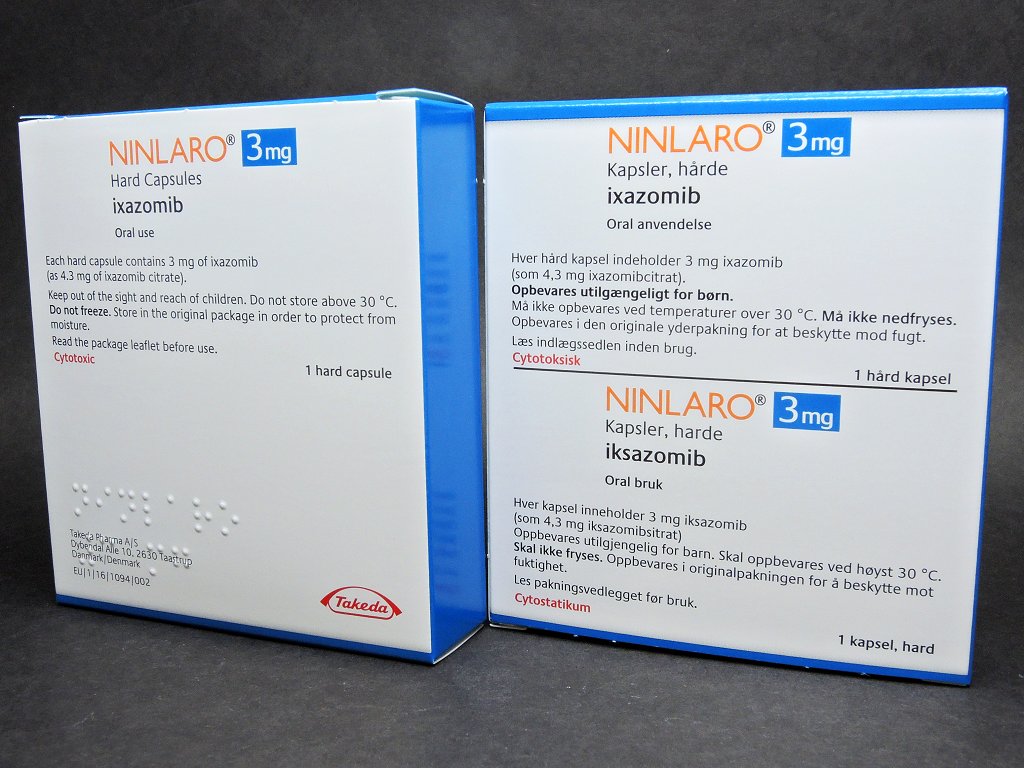 NINLARO® 3 mg
Hard Capsules
ixazomib
Oral use
Each hard capsule contains 3 mg of ixazomib
(as 4.3 mg of ixazomib citrate).
Keep out of the sight and reach of children. Do not store above 30 °C.
Do not freeze. Store in the original package in order to protect from
moisture.
Read the package leaflet before use.
Cytotoxic
1 hard capsule
Takeda Pharma A/S
Dybendal Alle 10, 2630 Taastrup
Danmark/Denmark
EU/1/16/1094/002
Takeda
NINLARO® 3 mg
Kapsler, hårde
ixazomib
Oral anvendelse
Hver hård kapsel indeholder 3 mg ixazomib
(som 4,3 mg ixazomibcitrat).
Opbevares utilgængeligt for børn.
Må ikke opbevares ved temperaturer over 30 °C. Må ikke nedfryses.
Opbevares i den originale yderpakning for at beskytte mod fugt.
Læs indlægssedlen inden brug.
Cytotoksisk
1 hård kapsel
NINLARO® 3 mg
Kapsler, harde
iksazomib
Oral bruk
Hver kapsel inneholder 3 mg iksazomib
(som 4,3 mg iksazomibsitrat)
Oppbevares utilgjengelig for barn. Skal oppbevares ved høyst 30 °C.
Skal ikke fryses. Oppbevares i originalpakningen for å beskytte mot
fuktighet.
Les pakningsvedlegget før bruk.
Cytostatikum
1 kapsel, hard